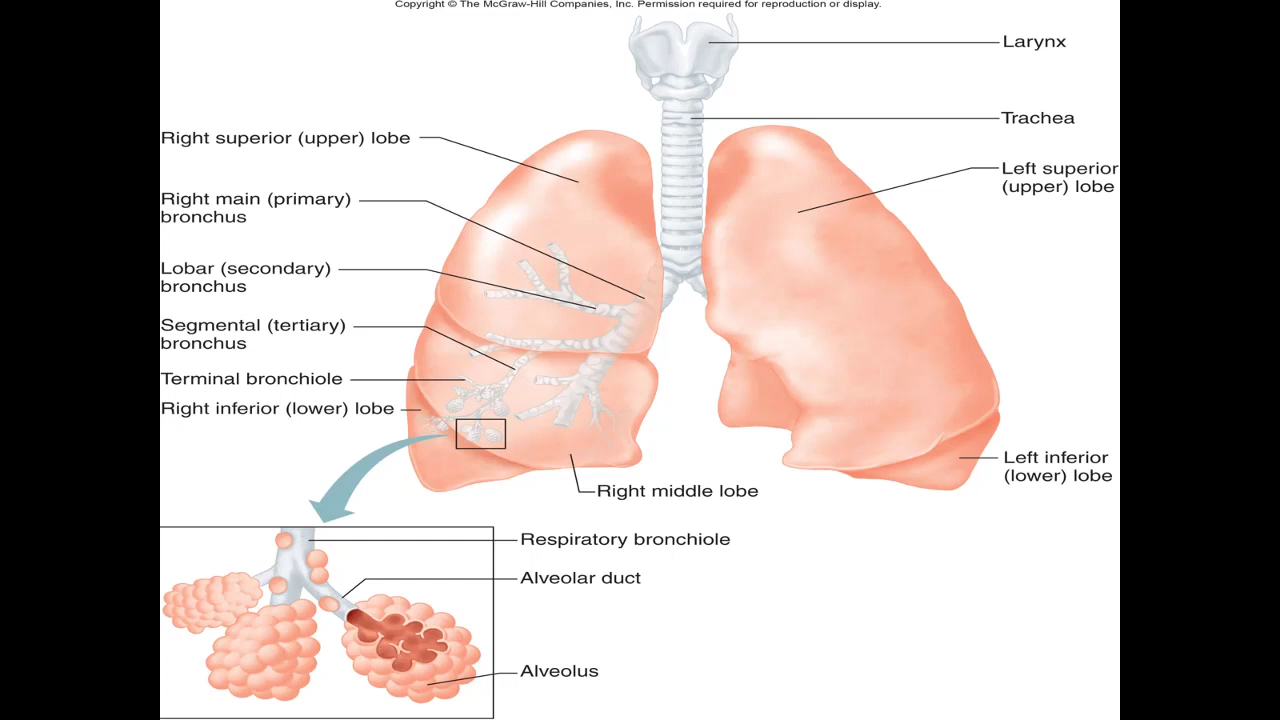 Copyright © The McGraw-Hill Companies, Inc. Permission required for reproduction or display.
Larynx
Trachea
Right superior (upper) lobe
Left superior
(upper) lobe
Right main (primary)
bronchus
Lobar (secondary)
bronchus
Segmental (tertiary)
bronchus
Terminal bronchiole
Right inferior (lower) lobe
Left inferior
(lower) lobe
Right middle lobe
Respiratory bronchiole
Alveolar duct
Alveolus